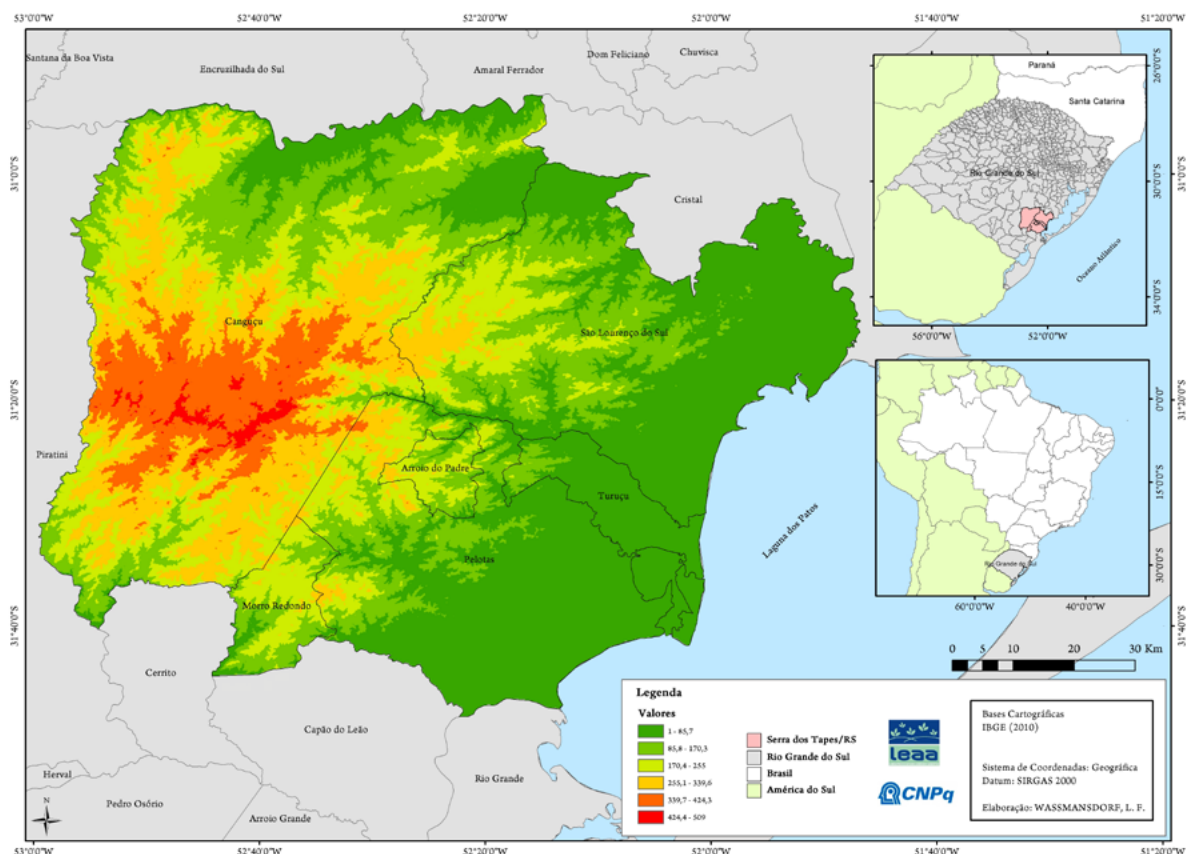 53°0'0"W
52°40'0"W
52°20'0"W
52°0'0"W
51°40'0"W
51°20'0"W
Santana da Boa Vista
Encruzilhada do Sul
Amaral Ferrador
Dom Feliciano
Chuvisca
Cristal
31°0'0"S
31°0'0"S
Canguçu
São Lourenço do Sul
31°20'0"S
31°20'0"S
Piratini
Arroio do Padre
Turuçu
Pelotas
Laguna dos Patos
Morro Redondo
31°40'0"S
31°40'0"S
Cerrito
Capão do Leão
Herval
Pedro Osório
Arroio Grande
Rio Grande
N
Paraná
Santa Catarina
Rio Grande do Sul
Oceano Atlântico
26°0'0"S
30°0'0"S
34°0'0"S
56°0'0"W
52°0'0"W
Rio Grande do Sul
0°0'0"
15°0'0"S
30°0'0"S
60°0'0"W
40°0'0"W
0 5 10 20 30 Km
Legenda
Valores
1 - 85,7
85,8 - 170,3
170,4 - 255
255,1 - 339,6
339,7 - 424,3
424,4 - 509
Serra dos Tapes/RS
Rio Grande do Sul
Brasil
América do Sul
leaa
CNPq
Bases Cartográficas
IBGE (2010)
Sistema de Coordenadas: Geográfica
Datum: SIRGAS 2000
Elaboração: WASSMANSDORF, L. F.
53°0'0"W
52°40'0"W
52°20'0"W
52°0'0"W
51°40'0"W
51°20'0"W